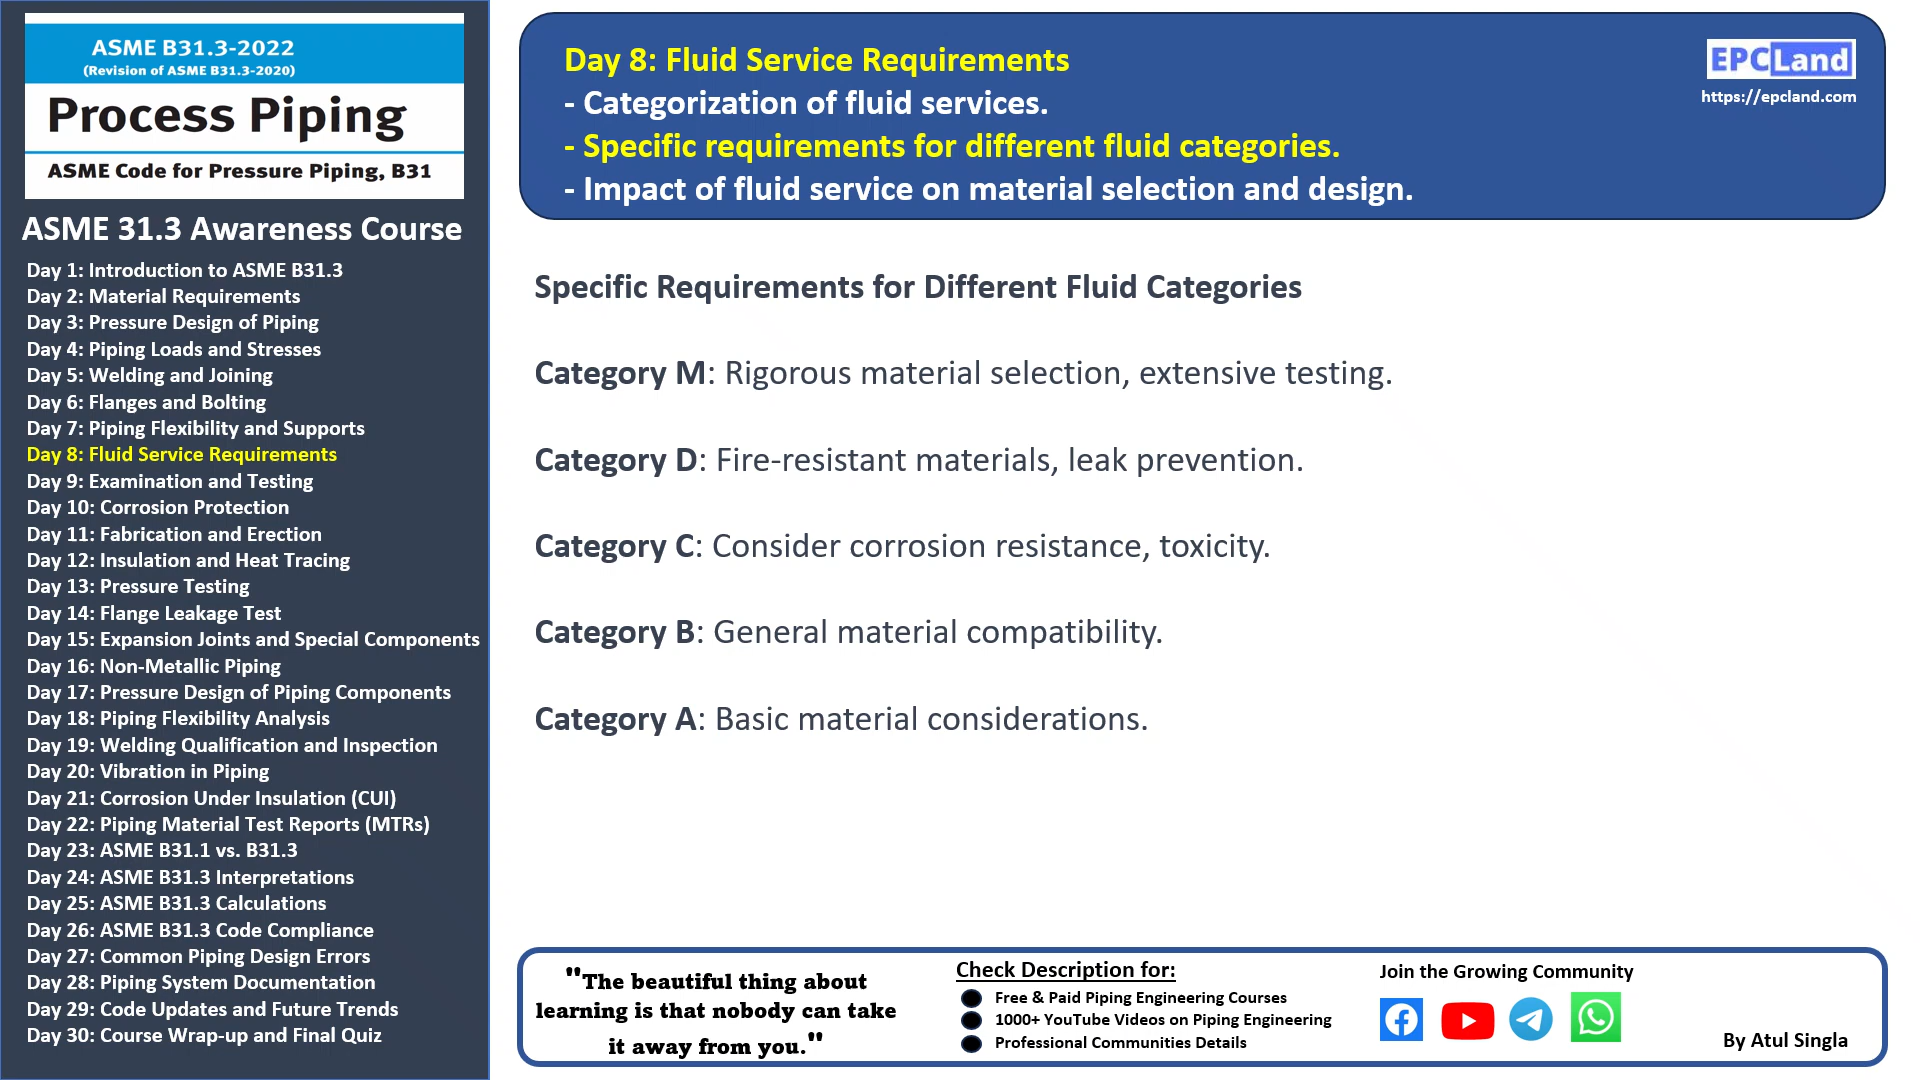 ASME B31.3-2022
(Revision of ASME B31.3-2020)
Process Piping
ASME Code for Pressure Piping, B31
ASME 31.3 Awareness Course
Day 1: Introduction to ASME B31.3
Day 2: Material Requirements
Day 3: Pressure Design of Piping
Day 4: Piping Loads and Stresses
Day 5: Welding and Joining
Day 6: Flanges and Bolting
Day 7: Piping Flexibility and Supports
Day 8: Fluid Service Requirements
Day 9: Examination and Testing
Day 10: Corrosion Protection
Day 11: Fabrication and Erection
Day 12: Insulation and Heat Tracing
Day 13: Pressure Testing
Day 14: Flange Leakage Test
Day 15: Expansion Joints and Special Components
Day 16: Non-Metallic Piping
Day 17: Pressure Design of Piping Components
Day 18: Piping Flexibility Analysis
Day 19: Welding Qualification and Inspection
Day 20: Vibration in Piping
Day 21: Corrosion Under Insulation (CUI)
Day 22: Piping Material Test Reports (MTRs)
Day 23: ASME B31.1 vs. B31.3
Day 24: ASME B31.3 Interpretations
Day 25: ASME B31.3 Calculations
Day 26: ASME B31.3 Code Compliance
Day 27: Common Piping Design Errors
Day 28: Piping System Documentation
Day 29: Code Updates and Future Trends
Day 30: Course Wrap-up and Final Quiz
Day 8: Fluid Service Requirements
- Categorization of fluid services.
- Specific requirements for different fluid categories.
- Impact of fluid service on material selection and design.
EPCLand
https://epcland.com
Specific Requirements for Different Fluid Categories
Category M: Rigorous material selection, extensive testing.
Category D: Fire-resistant materials, leak prevention.
Category C: Consider corrosion resistance, toxicity.
Category B: General material compatibility.
Category A: Basic material considerations.
"The beautiful thing about
learning is that nobody can take
it away from you."
Check Description for:
Free & Paid Piping Engineering Courses
1000+ YouTube Videos on Piping Engineering
Professional Communities Details
Join the Growing Community
By Atul Singla